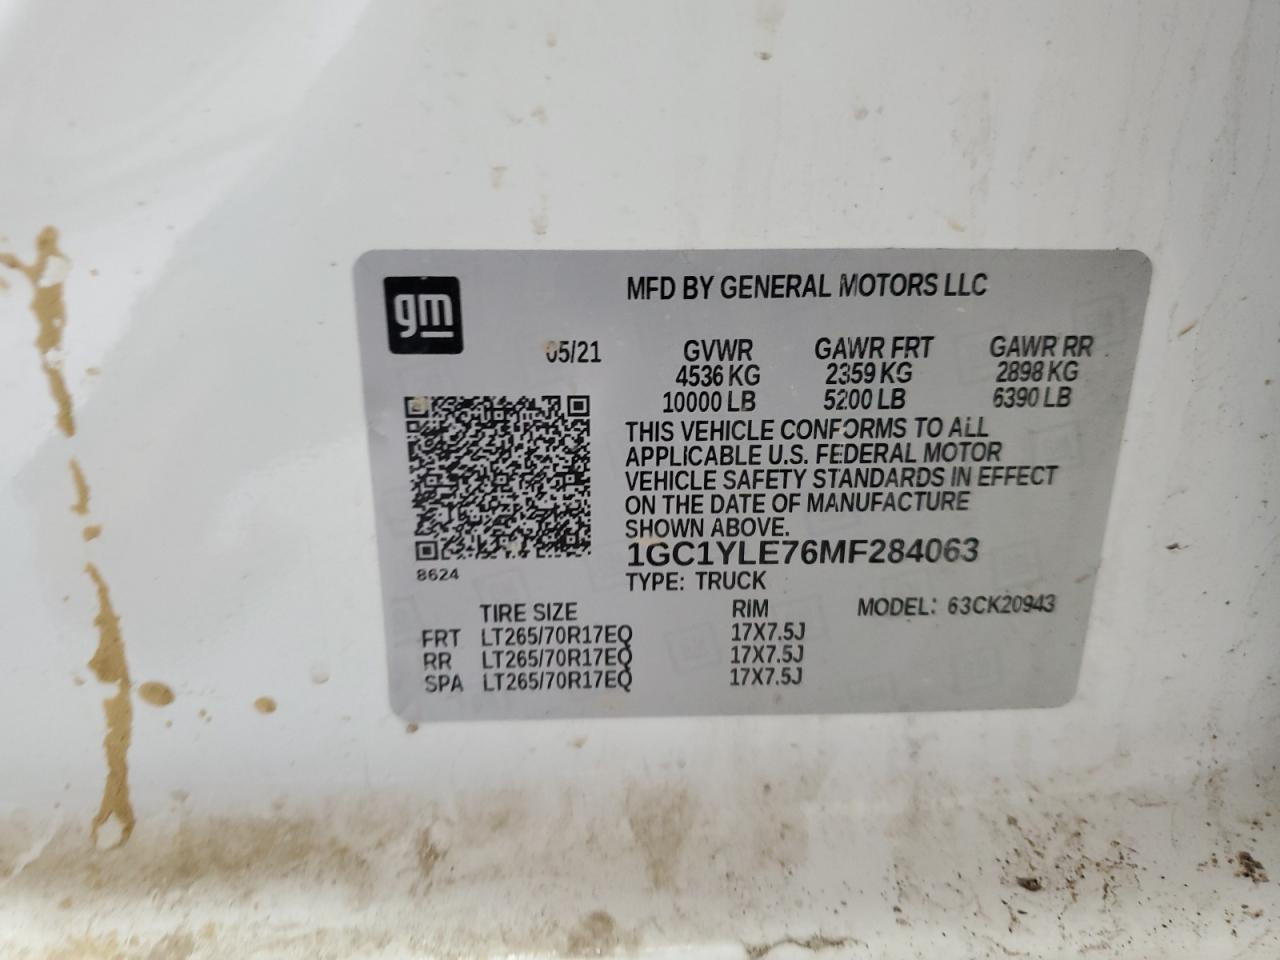 gm
MFD BY GENERAL MOTORS LLC
05/21 GVWR GAWR FRT GAWR RR
4536 KG 2359 KG 2898 KG
10000 LB 5200 LB 6390 LB
THIS VEHICLE CONFORMS TO ALL
APPLICABLE U.S. FEDERAL MOTOR
VEHICLE SAFETY STANDARDS IN EFFECT
ON THE DATE OF MANUFACTURE
SHOWN ABOVE.
1GC1YLE76MF284063
8624
TYPE: TRUCK
TIRE SIZE RIM MODEL: 63CK20943
FRT LT265/70R17EQ 17X7.5J
RR LT265/70R17EQ 17X7.5J
SPA LT265/70R17EQ 17X7.5J